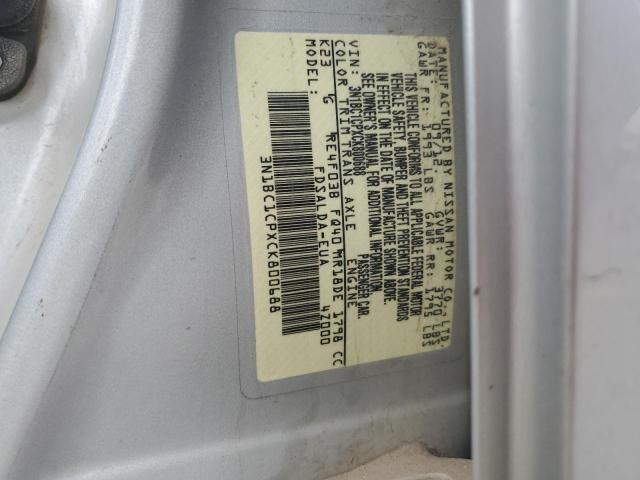 MANUFACTURED BY NISSAN MOTOR CO., LTD.
DATE: 09/12 GVWR: 3770 LBS
GAWR FR: 1993 LBS GAWR RR: 1795 LBS
THIS VEHICLE CONFORMS TO ALL APPLICABLE FEDERAL MOTOR
VEHICLE SAFETY, BUMPER AND THEFT PREVENTION STANDARDS
IN EFFECT ON THE DATE OF MANUFACTURE SHOWN ABOVE.
SEE OWNER'S MANUAL FOR ADDITIONAL INFORMATION.
VIN: 3N1BC1CPXCK800688 PASSENGER CAR
COLOR TRIM TRANS AXLE ENGINE
K23 G RE4F03B FQ40 MR18DE 1798 CC
MODEL: FDSALDA-EUA 4Z000
3N1BC1CPXCK800688